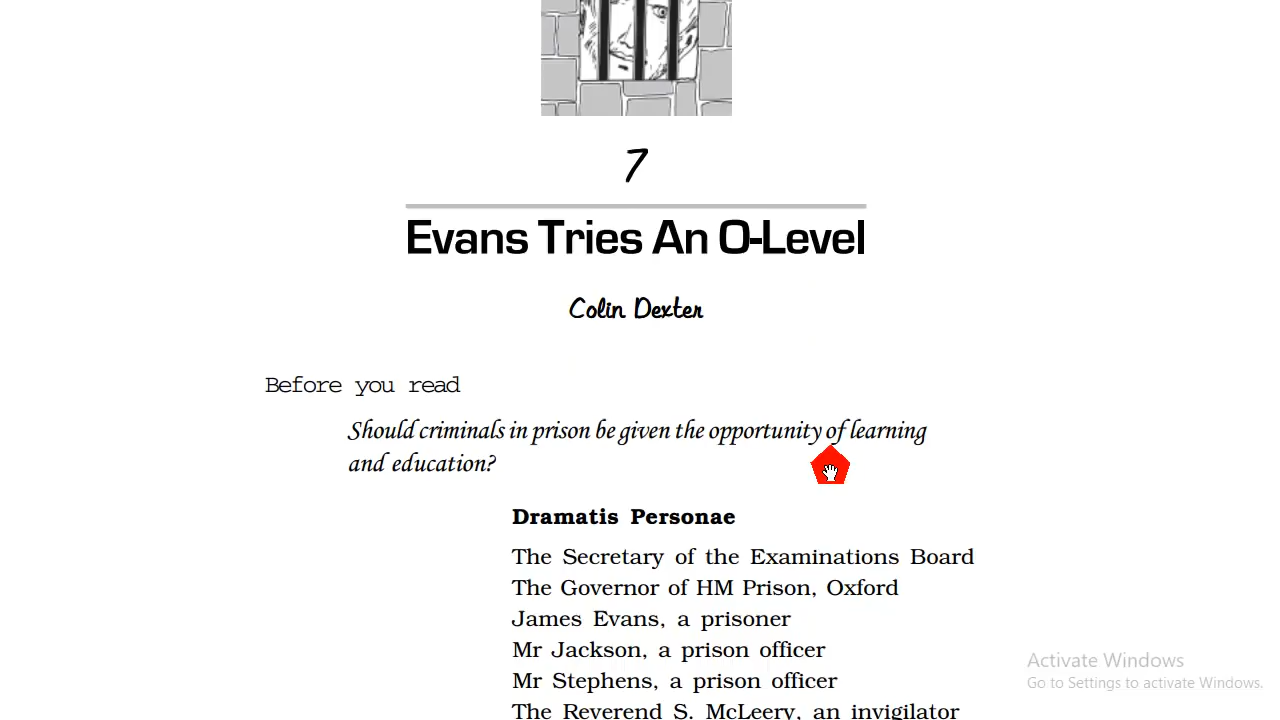 7
Evans Tries An O-Level
Colin Dexter
Before you read
Should criminals in prison be given the opportunity of learning
and education?
Dramatis Personae
The Secretary of the Examinations Board
The Governor of HM Prison, Oxford
James Evans, a prisoner
Mr Jackson, a prison officer
Mr Stephens, a prison officer
The Reverend S. McLeery, an invigilator
Activate Windows
Go to Settings to activate Windows.